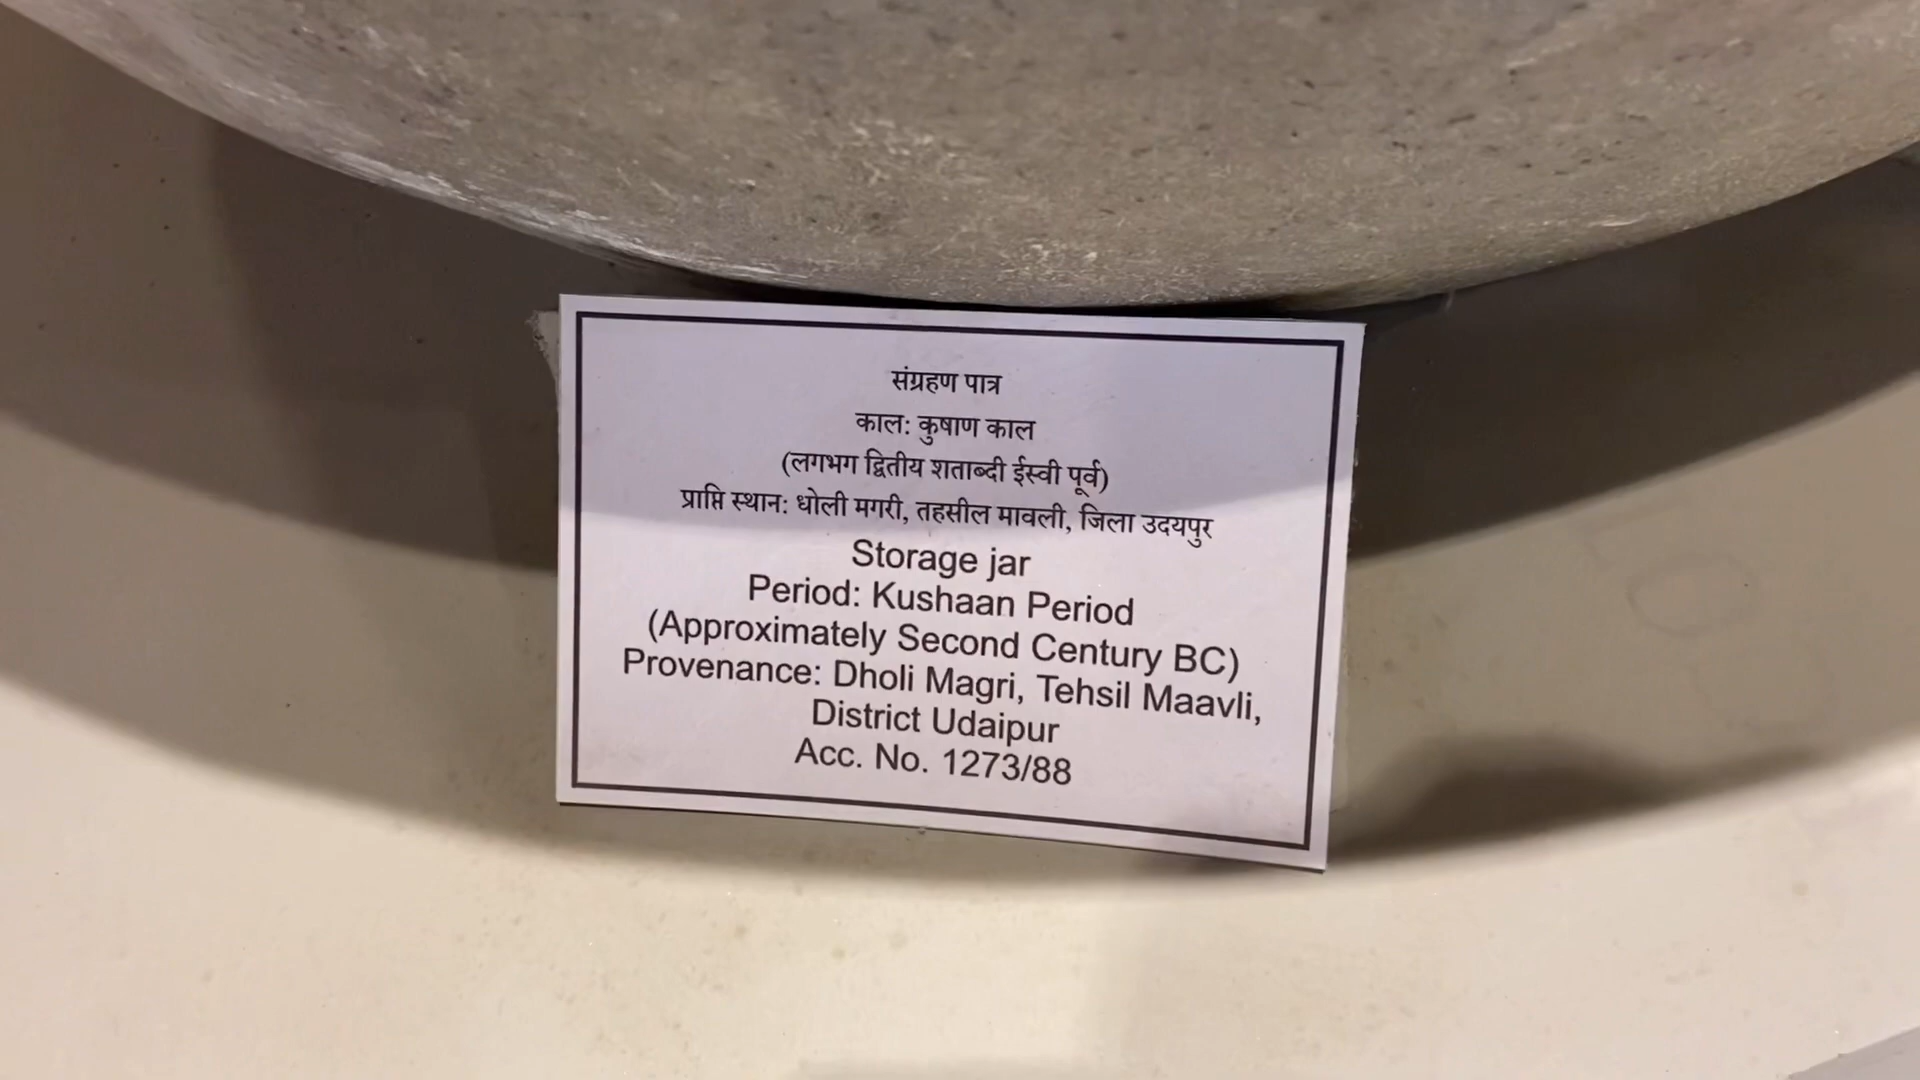 संग्रहण पात्र
काल: कुषाण काल
(लगभग द्वितीय शताब्दी ईस्वी पूर्व)
प्राप्ति स्थान: धोली मगरी, तहसील मावली, जिला उदयपुर
Storage jar
Period: Kushaan Period
(Approximately Second Century BC)
Provenance: Dholi Magri, Tehsil Maavli,
District Udaipur
Acc. No. 1273/88